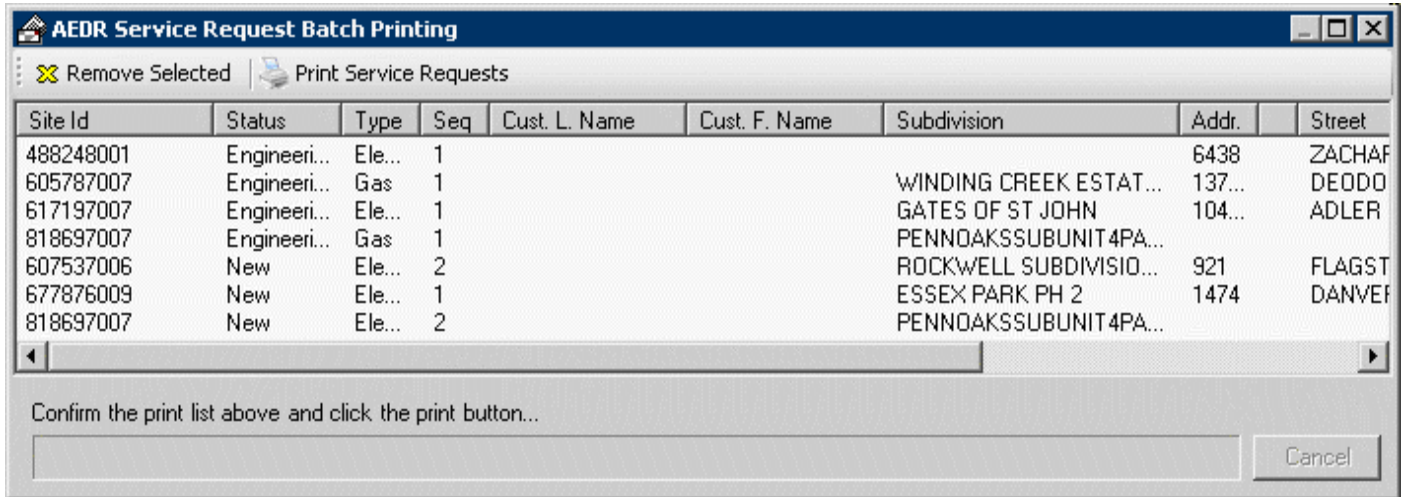 AEDR Service Request Batch Printing
Remove Selected Print Service Requests
Site Id Status Type Seq Cust. L. Name Cust. F. Name Subdivision Addr. Street
488248001 Engineeri... Ele... 1 6438 ZACHAR
605787007 Engineeri... Gas 1 WINDING CREEK ESTAT... 137... DEODO
617197007 Engineeri... Ele... 1 GATES OF ST JOHN 104... ADLER
818697007 Engineeri... Gas 1 PENNOAKSSUBUNIT4PA...
607537006 New Ele... 2 ROCKWELL SUBDIVISIO... 921 FLAGST
677876009 New Ele... 1 ESSEX PARK PH 2 1474 DANVER
818697007 New Ele... 2 PENNOAKSSUBUNIT4PA...
Confirm the print list above and click the print button...
Cancel